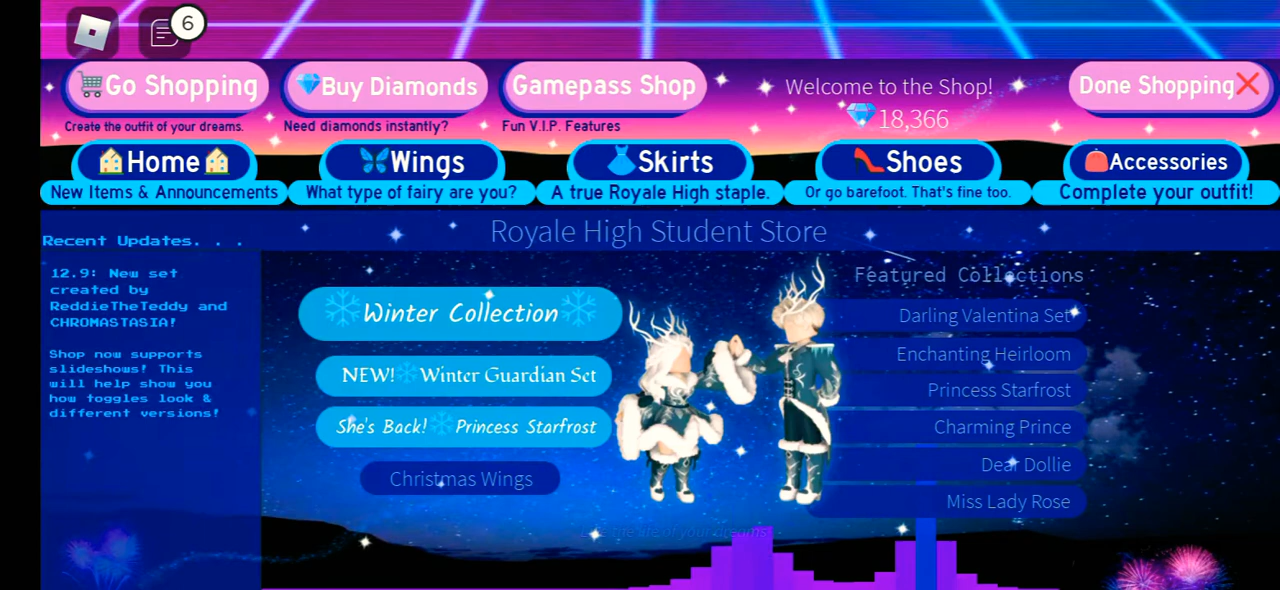 6
Go Shopping
Buy Diamonds
Gamepass Shop
Welcome to the Shop!
18,366
Done Shopping
Create the outfit of your dreams.
Need diamonds instantly?
Fun V.I.P. Features
Home
Wings
Skirts
Shoes
Accessories
New Items & Announcements
What type of fairy are you?
A true Royale High staple.
Or go barefoot. That's fine too.
Complete your outfit!
Royale High Student Store
Recent Updates. . .
12.9: New set
created by
ReddieTheTeddy and
CHROMASTASIA!
Shop now supports
slideshows! This
will help show you
how toggles look &
different versions!
Winter Collection
NEW! Winter Guardian Set
She's Back! Princess Starfrost
Christmas Wings
Featured Collections
Darling Valentina Set
Enchanting Heirloom
Princess Starfrost
Charming Prince
Dear Dollie
Miss Lady Rose
the life of your dreams